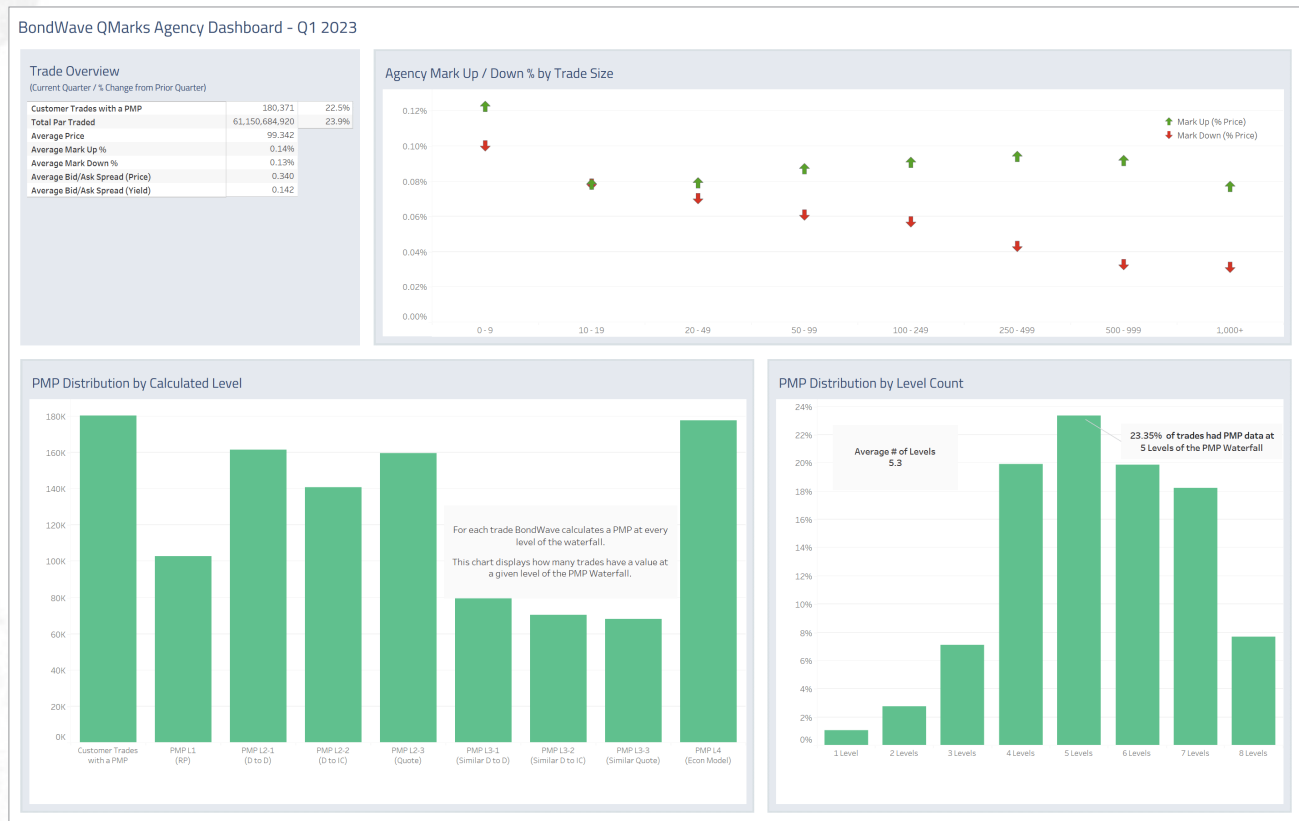 BondWave QMarks Agency Dashboard - Q1 2023
Trade Overview
(Current Quarter / % Change from Prior Quarter)
Customer Trades with a PMP 180,371 22.5%
Total Par Traded 61,150,684,920 23.9%
Average Price 99.342
Average Mark Up % 0.14%
Average Mark Down % 0.13%
Average Bid/Ask Spread (Price) 0.340
Average Bid/Ask Spread (Yield) 0.142
Agency Mark Up / Down % by Trade Size
0.12%
0.10%
0.08%
0.06%
0.04%
0.02%
0.00%
Mark Up (% Price)
Mark Down (% Price)
0 - 9 10 - 19 20 - 49 50 - 99 100 - 249 250 - 499 500 - 999 1,000+
PMP Distribution by Calculated Level
180K
160K
140K
120K
100K
80K
60K
40K
20K
0K
For each trade BondWave calculates a PMP at every
level of the waterfall.
This chart displays how many trades have a value at
a given level of the PMP Waterfall.
Customer Trades PMP L1 PMP L2-1 PMP L2-2 PMP L2-3 PMP L3-1 PMP L3-2 PMP L3-3 PMP L4
with a PMP (RP) (D to D) (D to IC) (Quote) (Similar D to D) (Similar D to IC) (Similar Quote) (Econ Model)
PMP Distribution by Level Count
24%
22%
20%
18%
16%
14%
12%
10%
8%
6%
4%
2%
0%
Average # of Levels
5.3
23.35% of trades had PMP data at
5 Levels of the PMP Waterfall
1 Level 2 Levels 3 Levels 4 Levels 5 Levels 6 Levels 7 Levels 8 Levels